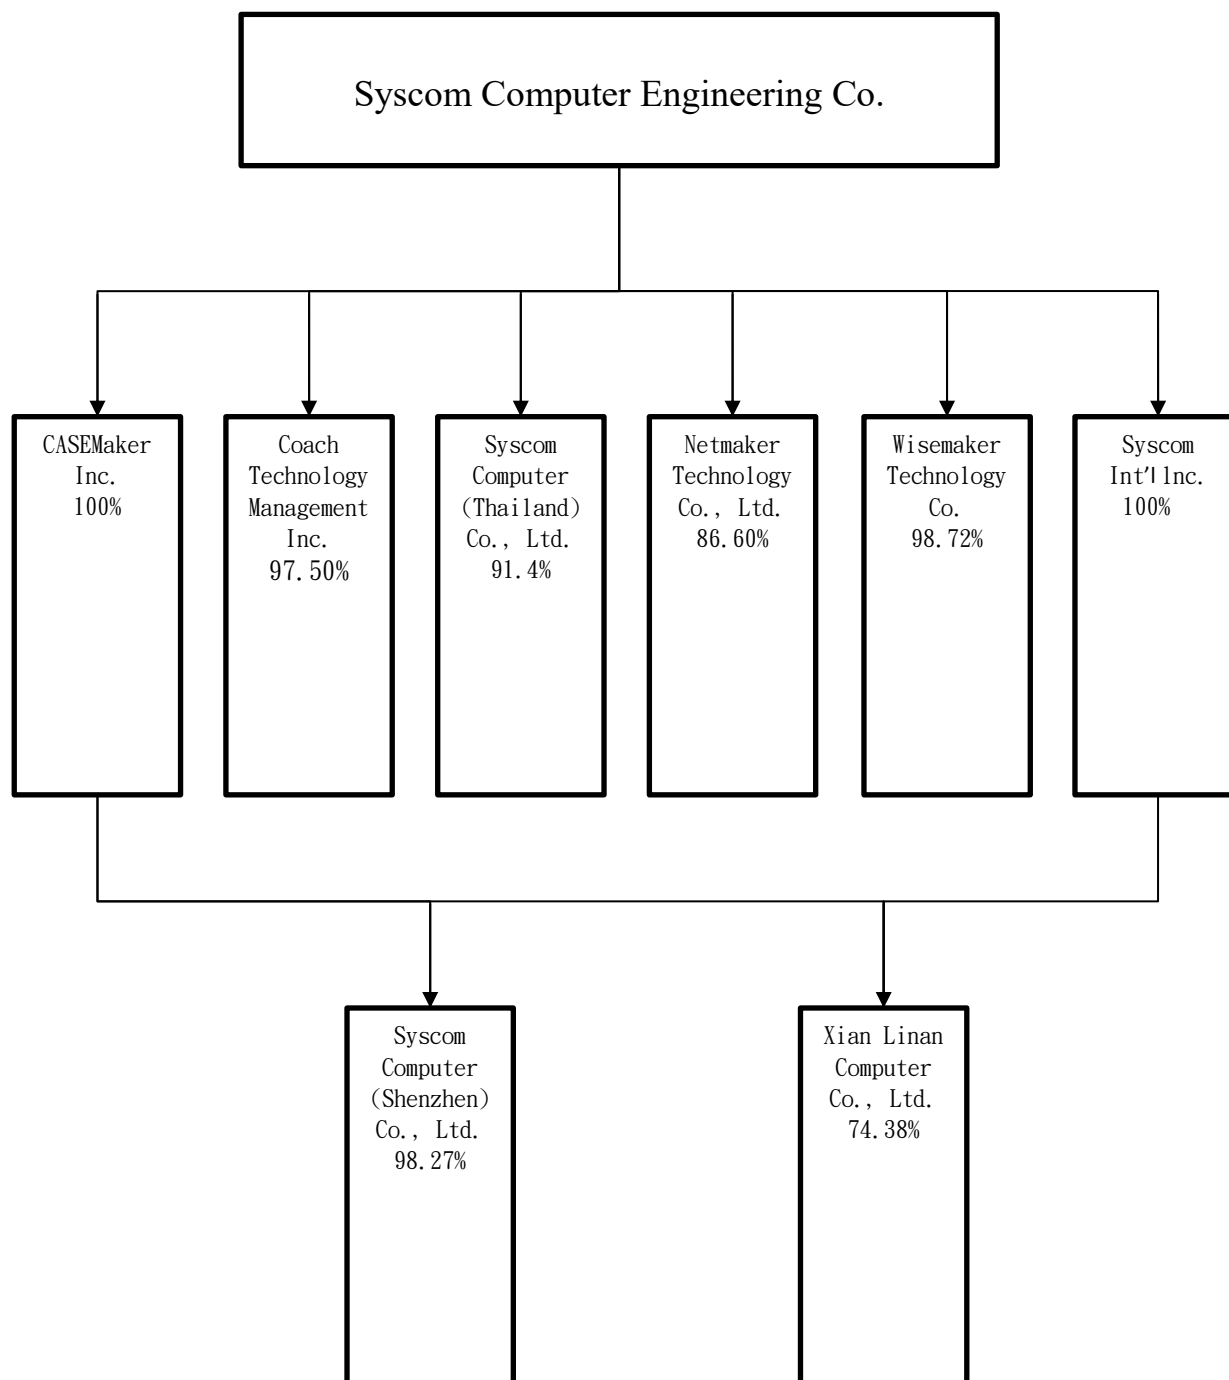 Syscom Computer Engineering Co.
CASEMaker
Inc.
100%
Coach
Technology
Management
Inc.
97.50%
Syscom
Computer
(Thailand)
Co., Ltd.
91.4%
Netmaker
Technology
Co., Ltd.
86.60%
Wisemaker
Technology
Co.
98.72%
Syscom
Int'l Inc.
100%
Syscom
Computer
(Shenzhen)
Co., Ltd.
98.27%
Xian Linan
Computer
Co., Ltd.
74.38%